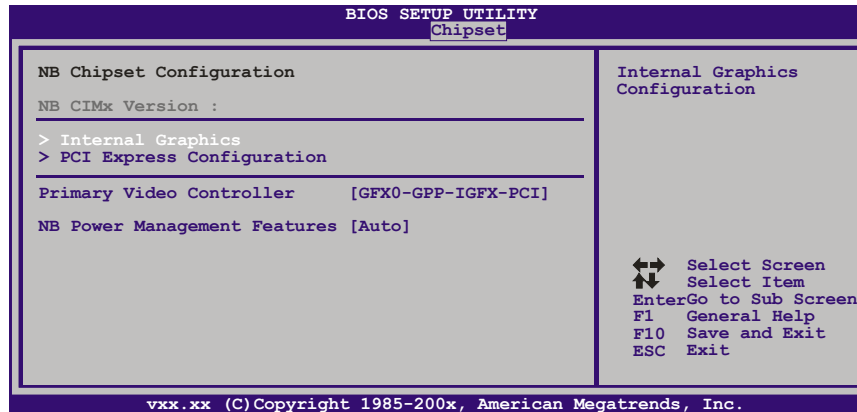 BIOS SETUP UTILITY
Chipset
NB Chipset Configuration
NB CIMx Version :
> Internal Graphics
> PCI Express Configuration
Primary Video Controller [GFX0-GPP-IGFX-PCI]
NB Power Management Features [Auto]
Internal Graphics
Configuration
Select Screen
Select Item
EnterGo to Sub Screen
F1 General Help
F10 Save and Exit
ESC Exit
vxx.xx (C)Copyright 1985-200x, American Megatrends, Inc.